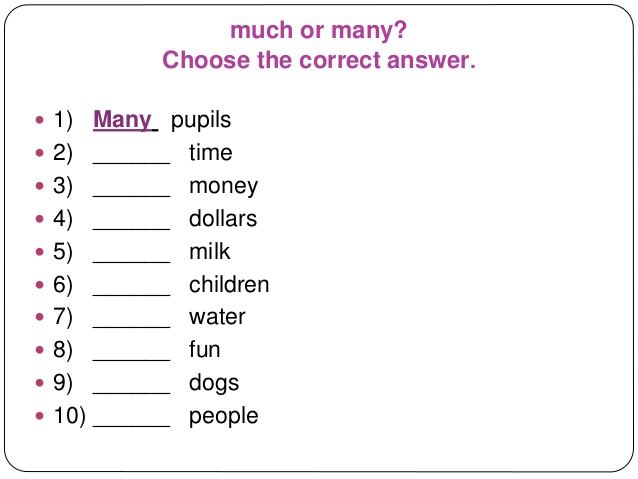 much or many?
Choose the correct answer.
• 1) Many_ pupils
• 2) ______ time
• 3) ______ money
• 4) ______ dollars
• 5) ______ milk
• 6) ______ children
• 7) ______ water
• 8) ______ fun
• 9) ______ dogs
• 10) ______ people